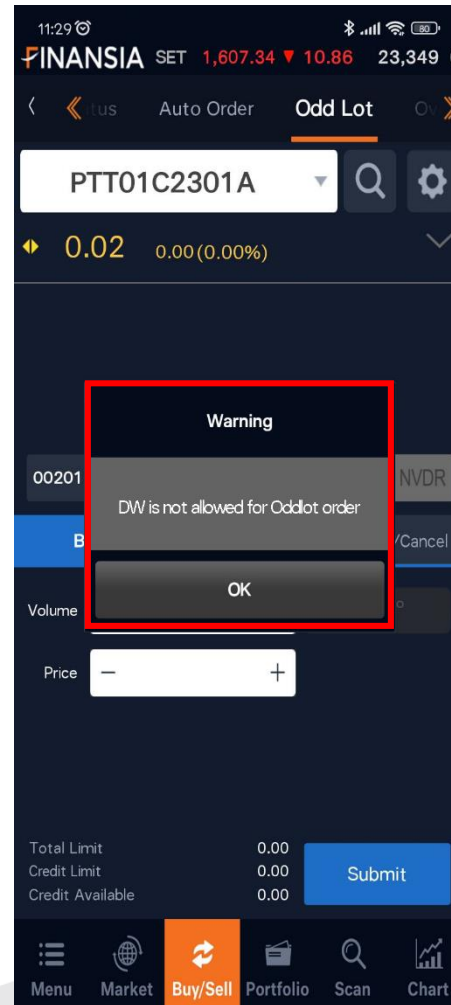 11:29 80
FINANSIA SET 1,607.34 ▼ 10.86 23,349
tus Auto Order Odd Lot Ov
PTT01C2301A
0.02 0.00 (0.00%)
Warning
00201 NVDR
DW is not allowed for Oddlot order
B /Cancel
OK
Volume
Price − +
Total Limit 0.00
Credit Limit 0.00
Credit Available 0.00
Submit
Menu Market Buy/Sell Portfolio Scan Chart